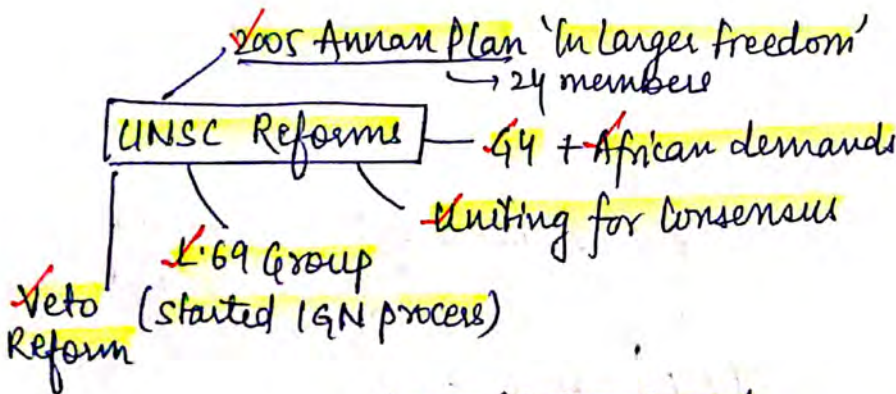 2005 Annan Plan 'In larger freedom'
→ 24 members
UNSC Reforms
G4 + African demands
Uniting for Consensus
L.69 Group
(started IGN process)
Veto
Reform